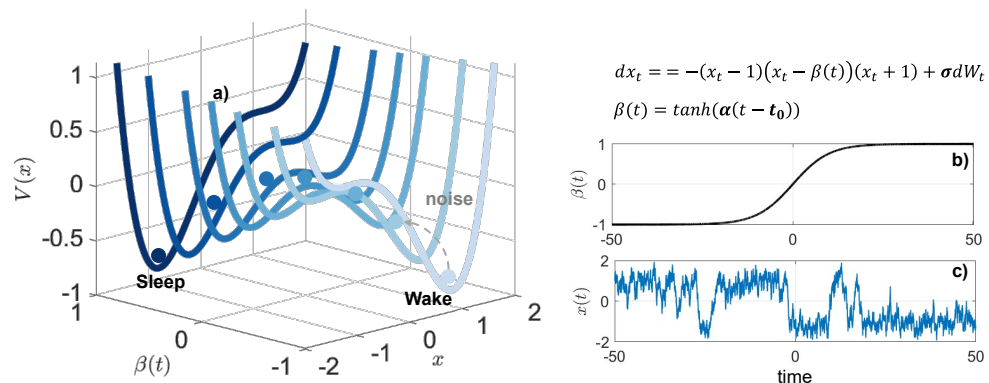 a)
V(x)
1
0.5
0
-0.5
-1
noise
Sleep
Wake
1
0
-1
β(t)
-2
-1
0
1
2
x
dx_t = = −(x_t − 1)(x_t − β(t))(x_t + 1) + σdW_t
β(t) = tanh(α(t − t_0))
b)
β(t)
1
0
-1
-50
0
50
c)
x(t)
2
0
-2
-50
0
50
time